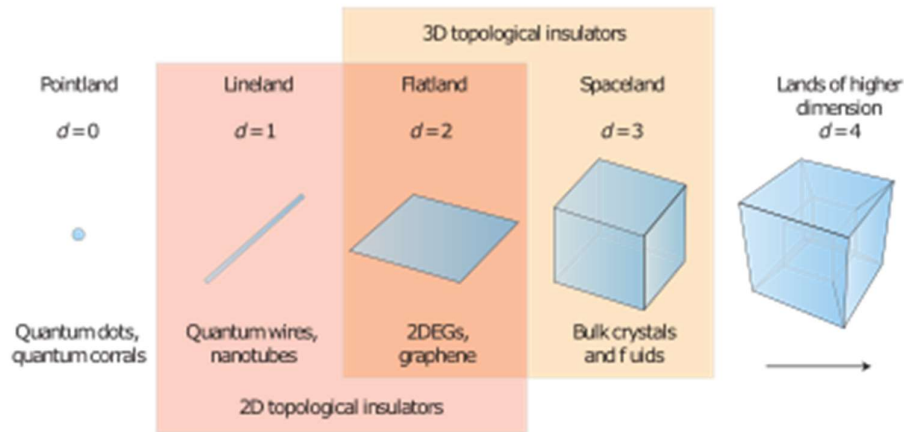 3D topological insulators
Pointland
Lineland
Flatland
Spaceland
Lands of higher
dimension
d=0
d=1
d=2
d=3
d=4
Quantum dots,
quantum corrals
Quantum wires,
nanotubes
2DEGs,
graphene
Bulk crystals
and f uids
2D topological insulators